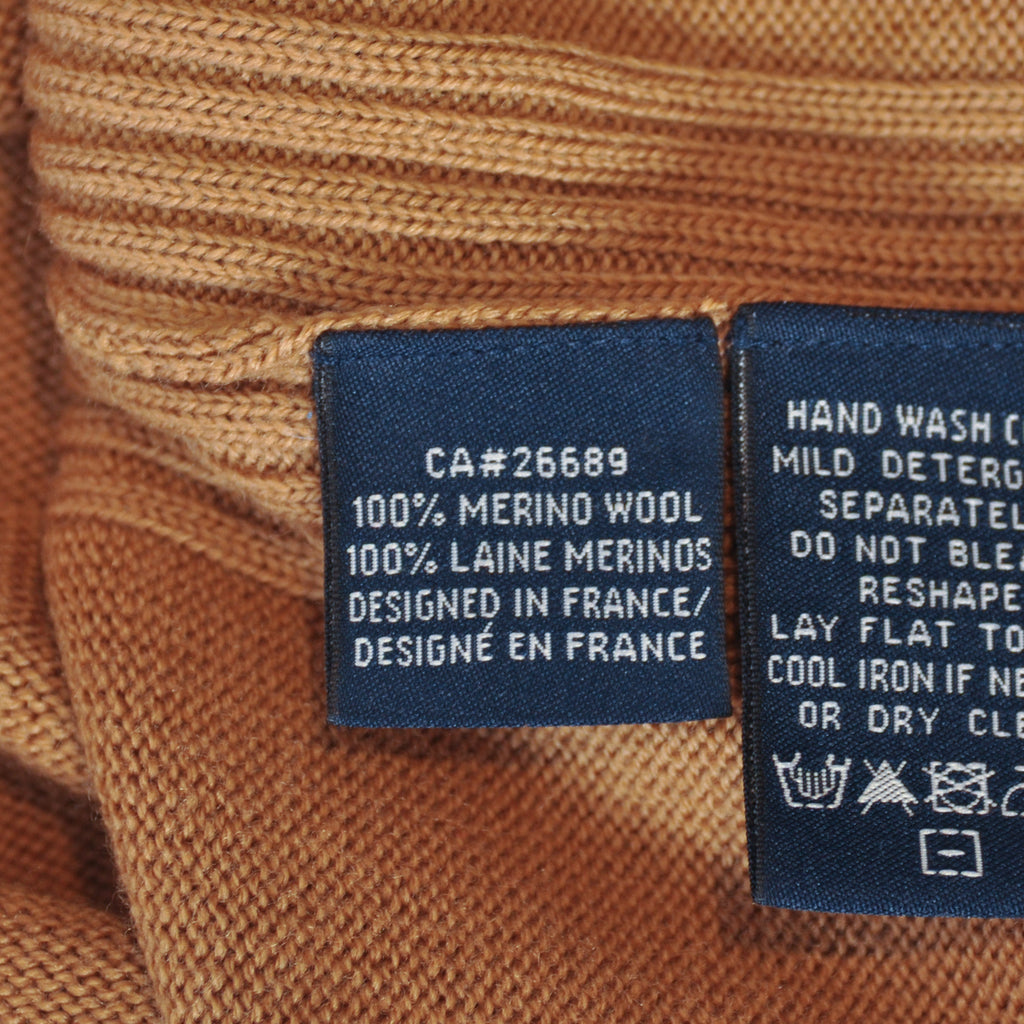 CA#26689
100% MERINO WOOL
100% LAINE MERINOS
DESIGNED IN FRANCE/
DESIGNÉ EN FRANCE
HAND WASH
MILD
DO NOT
RESHAPE
LAY FLAT TO
COOL IRON IF
OR DRY